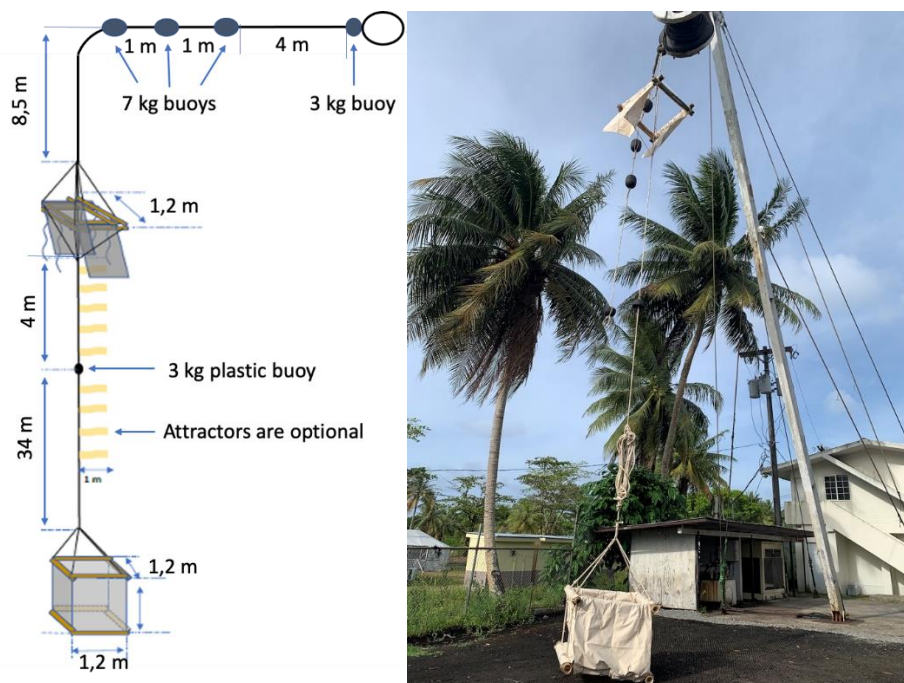 1 m
1 m
4 m
7 kg buoys
3 kg buoy
8,5 m
1,2 m
4 m
3 kg plastic buoy
34 m
Attractors are optional
1 m
1,2 m
1,2 m